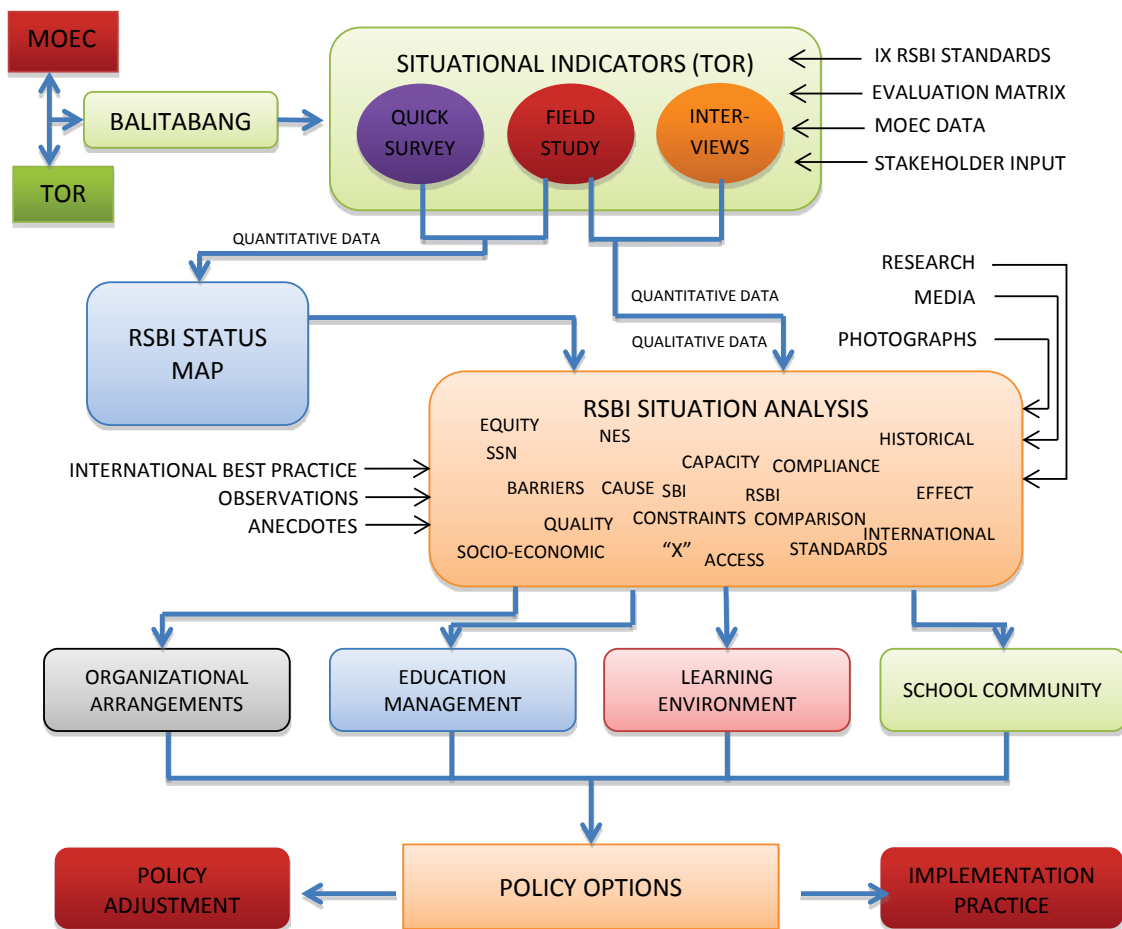 MOEC
BALITABANG
TOR
SITUATIONAL INDICATORS (TOR)
QUICK
SURVEY
FIELD
STUDY
INTER-
VIEWS
IX RSBI STANDARDS
EVALUATION MATRIX
MOEC DATA
STAKEHOLDER INPUT
QUANTITATIVE DATA
RSBI STATUS
MAP
QUANTITATIVE DATA
QUALITATIVE DATA
RESEARCH
MEDIA
PHOTOGRAPHS
INTERNATIONAL BEST PRACTICE
OBSERVATIONS
ANECDOTES
RSBI SITUATION ANALYSIS
EQUITY
NES
HISTORICAL
SSN
CAPACITY
COMPLIANCE
BARRIERS
CAUSE
SBI
RSBI
EFFECT
QUALITY
CONSTRAINTS
COMPARISON
INTERNATIONAL
SOCIO-ECONOMIC
“X”
ACCESS
STANDARDS
ORGANIZATIONAL
ARRANGEMENTS
EDUCATION
MANAGEMENT
LEARNING
ENVIRONMENT
SCHOOL COMMUNITY
POLICY
ADJUSTMENT
POLICY OPTIONS
IMPLEMENTATION
PRACTICE